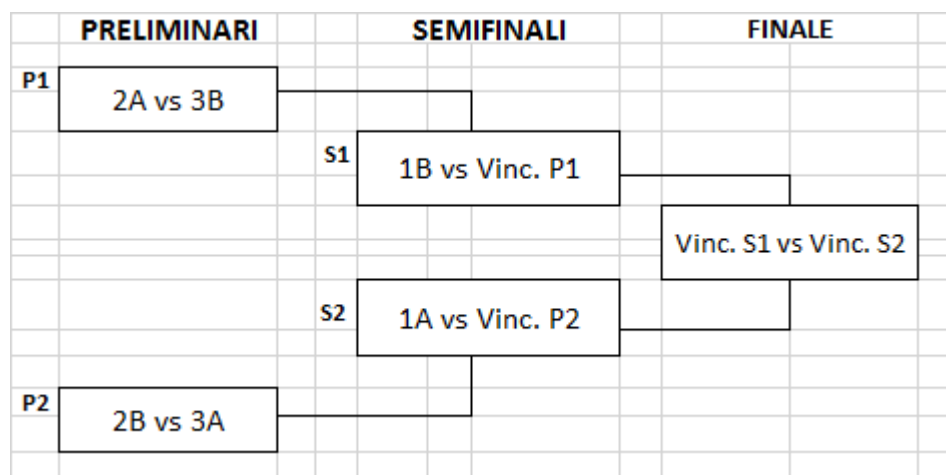 PRELIMINARI SEMIFINALI FINALE
P1
2A vs 3B
S1
1B vs Vinc. P1
Vinc. S1 vs Vinc. S2
S2
1A vs Vinc. P2
P2
2B vs 3A